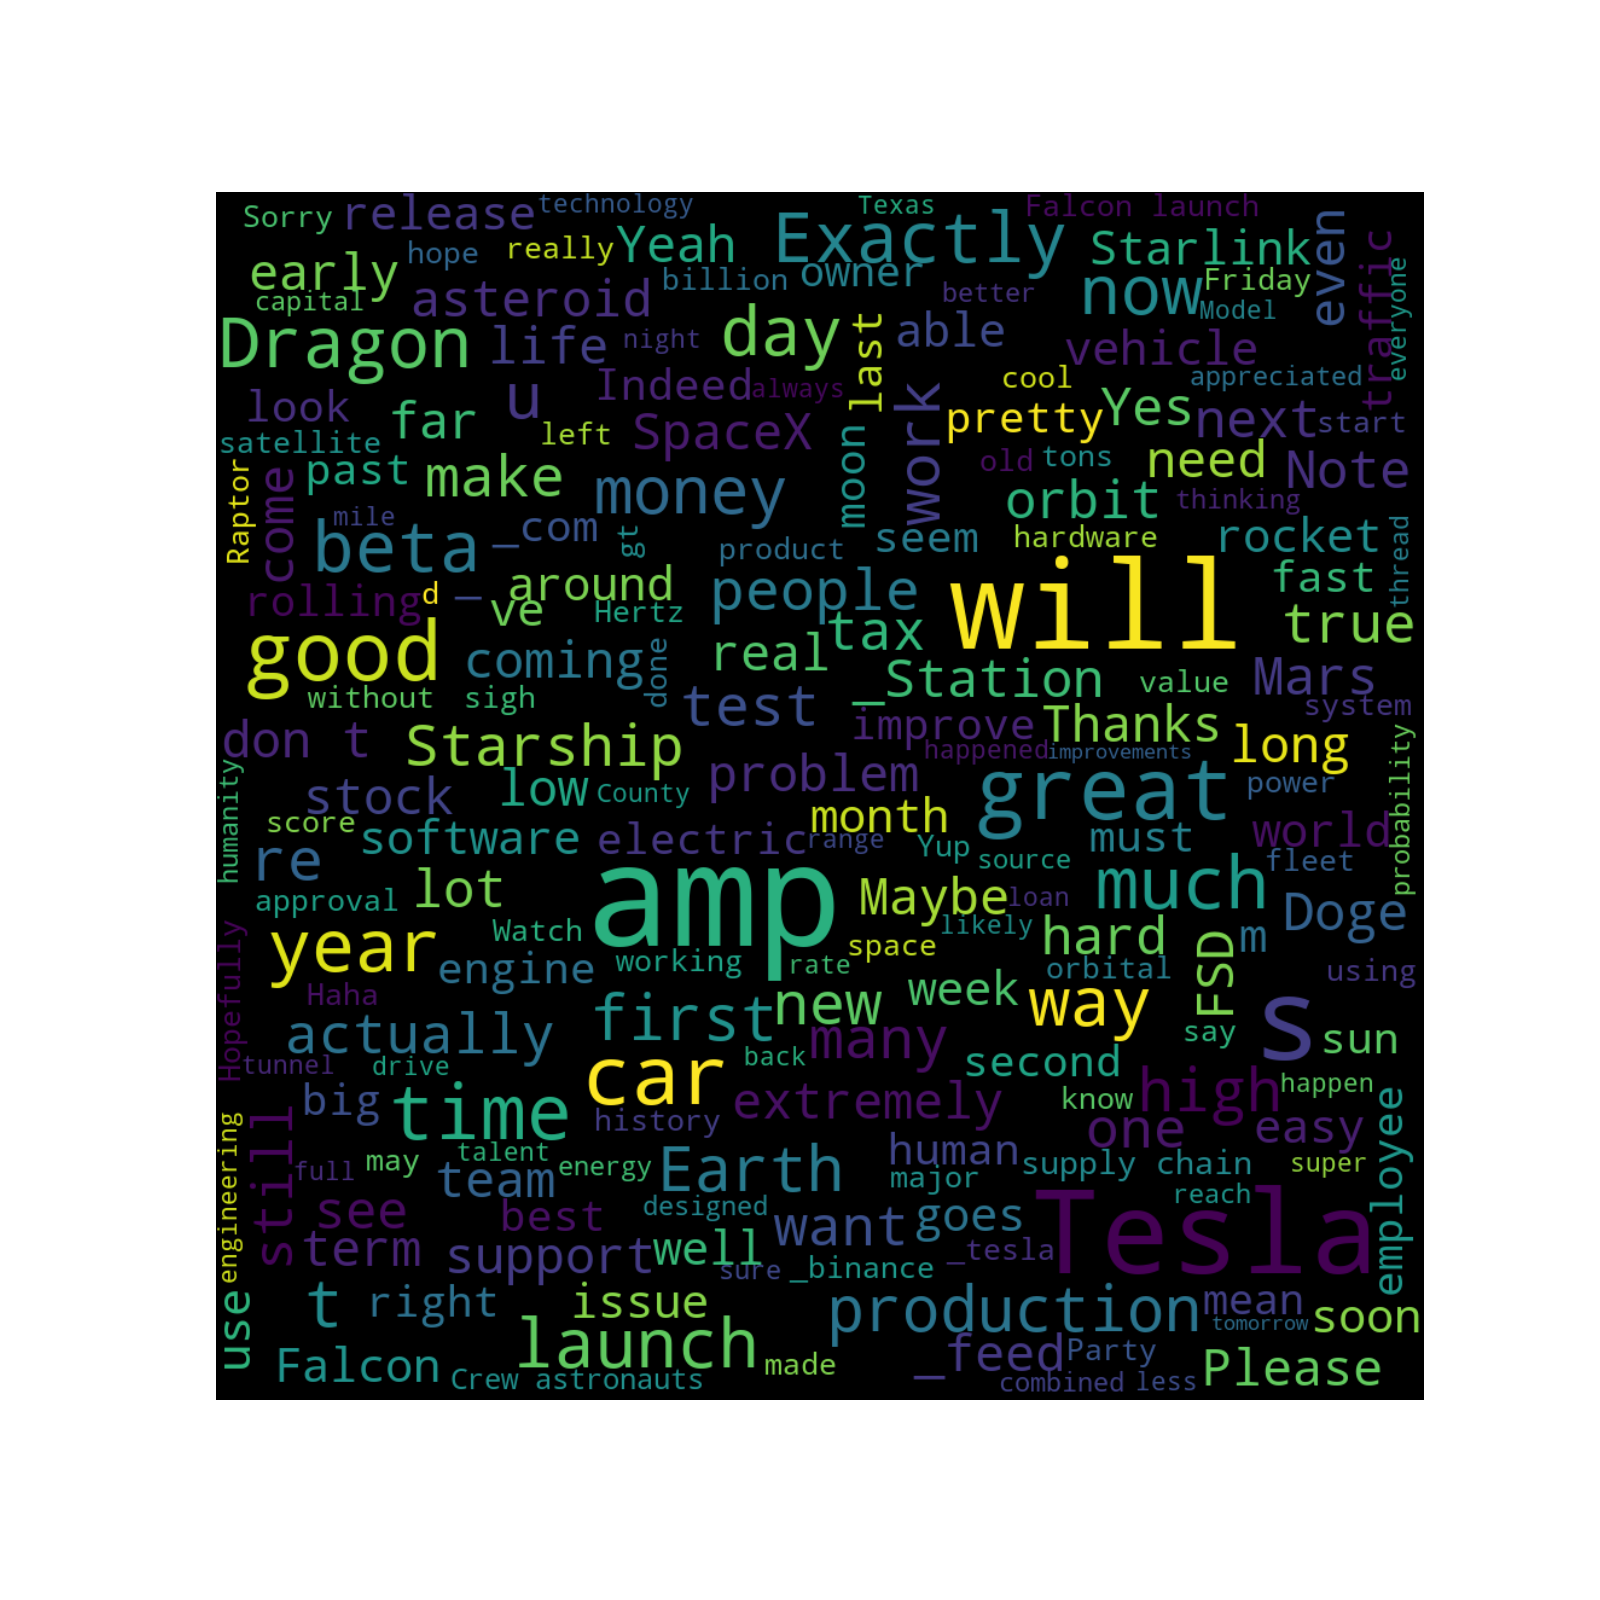 Sorry release technology Texas Falcon launch
early hope really Yeah Exactly Starlink even traffic
capital asteroid billion owner better now Friday Model everyone
Dragon life night day last able vehicle
look far u Indeed always SpaceX work cool pretty Yes appreciated next start
satellite past left moon old tons need Note
Raptor come make money orbit thinking
mile beta _com gt product seem hardware rocket thread
rolling d _ around ve Hertz people will fast true
good coming done real tax _Station value Mars system
without sigh test improve Thanks
don t Starship problem happened improvements long probability
humanity stock low County month great power
score software electric range Yup must world
re approval lot amp source Maybe loan much fleet Doge
Hopefully year Watch likely hard m FSD
engine working rate space orbital using
Haha first new week way s
actually many say sun
tunnel drive car back second
big time history extremely know high happen
engineering still talent human one easy employee
full may team energy Earth major supply chain super
see best designed want goes reach Tesla
term support well sure _binance _tesla
use t right issue production mean tomorrow soon
Falcon launch made _feed Party Please
Crew astronauts combined less